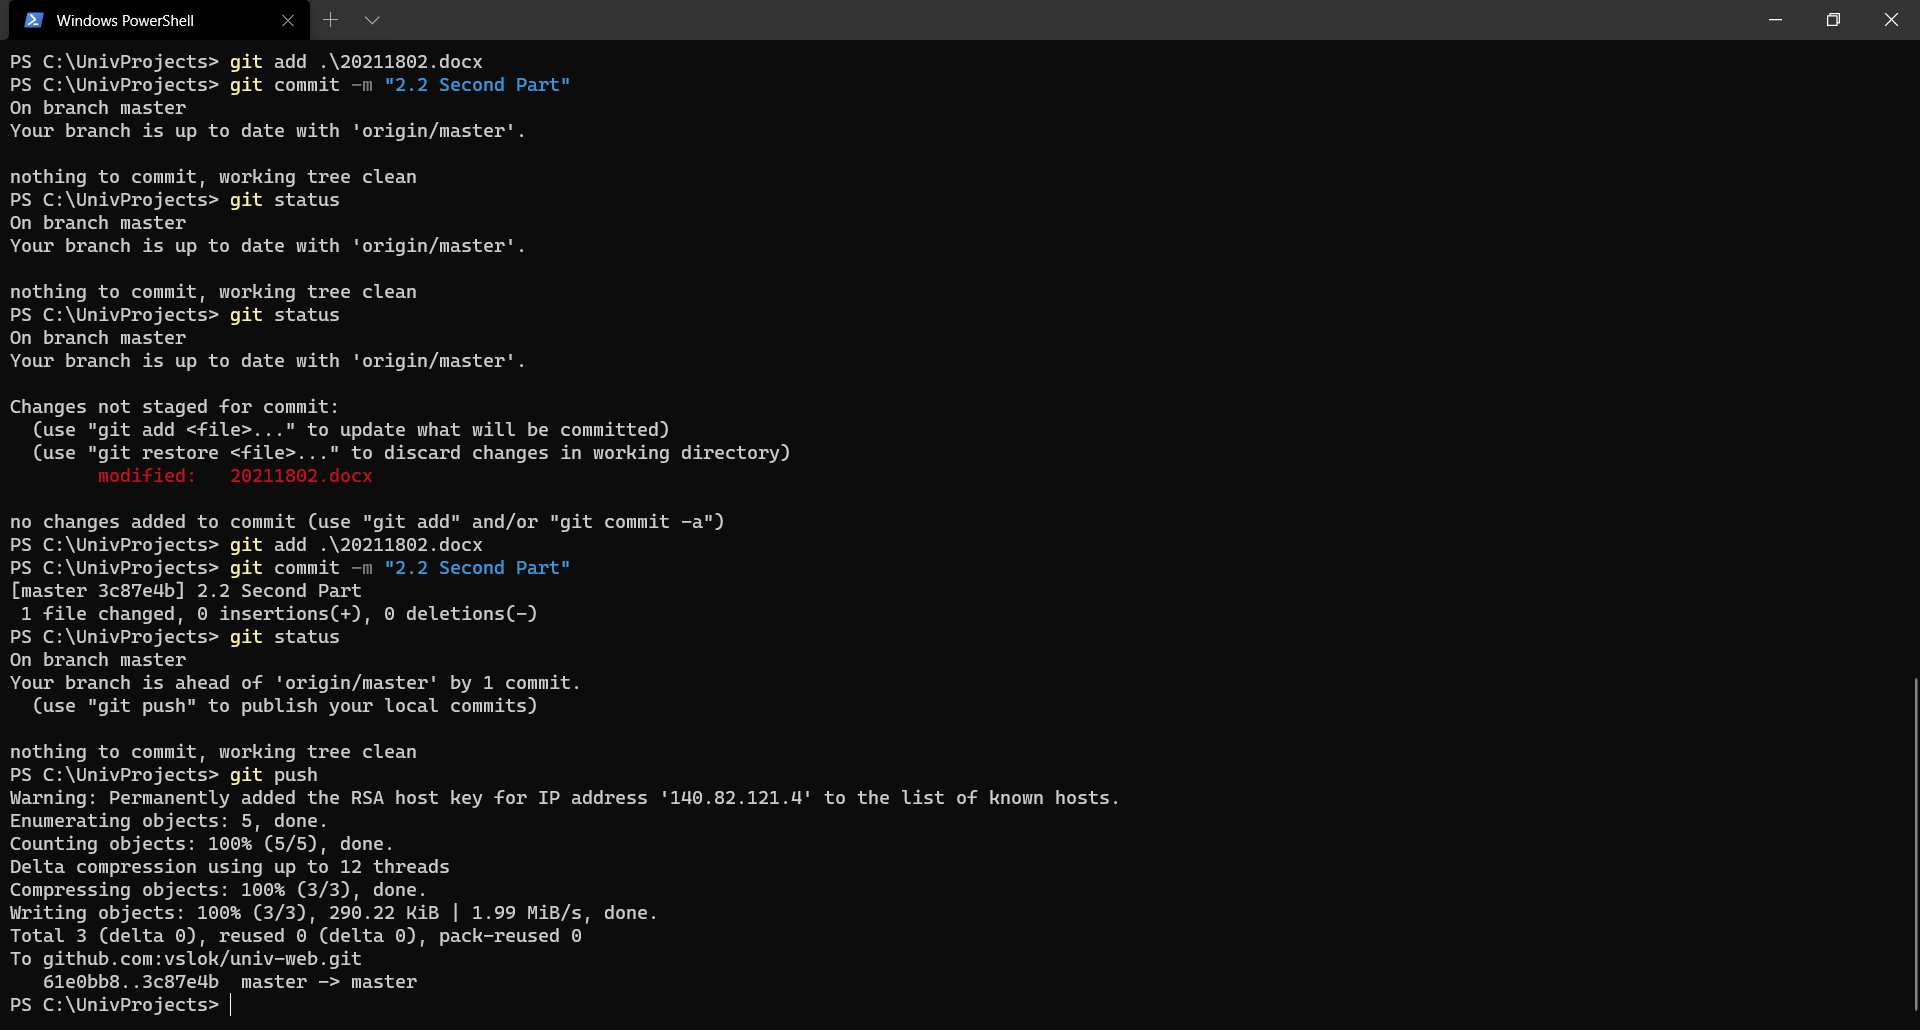 Windows PowerShell
PS C:\UnivProjects> git add .\20211802.docx
PS C:\UnivProjects> git commit -m "2.2 Second Part"
On branch master
Your branch is up to date with 'origin/master'.

nothing to commit, working tree clean
PS C:\UnivProjects> git status
On branch master
Your branch is up to date with 'origin/master'.

nothing to commit, working tree clean
PS C:\UnivProjects> git status
On branch master
Your branch is up to date with 'origin/master'.

Changes not staged for commit:
  (use "git add <file>..." to update what will be committed)
  (use "git restore <file>..." to discard changes in working directory)
        modified:   20211802.docx

no changes added to commit (use "git add" and/or "git commit -a")
PS C:\UnivProjects> git add .\20211802.docx
PS C:\UnivProjects> git commit -m "2.2 Second Part"
[master 3c87e4b] 2.2 Second Part
 1 file changed, 0 insertions(+), 0 deletions(-)
PS C:\UnivProjects> git status
On branch master
Your branch is ahead of 'origin/master' by 1 commit.
  (use "git push" to publish your local commits)

nothing to commit, working tree clean
PS C:\UnivProjects> git push
Warning: Permanently added the RSA host key for IP address '140.82.121.4' to the list of known hosts.
Enumerating objects: 5, done.
Counting objects: 100% (5/5), done.
Delta compression using up to 12 threads
Compressing objects: 100% (3/3), done.
Writing objects: 100% (3/3), 290.22 KiB | 1.99 MiB/s, done.
Total 3 (delta 0), reused 0 (delta 0), pack-reused 0
To github.com:vslok/univ-web.git
   61e0bb8..3c87e4b  master -> master
PS C:\UnivProjects>